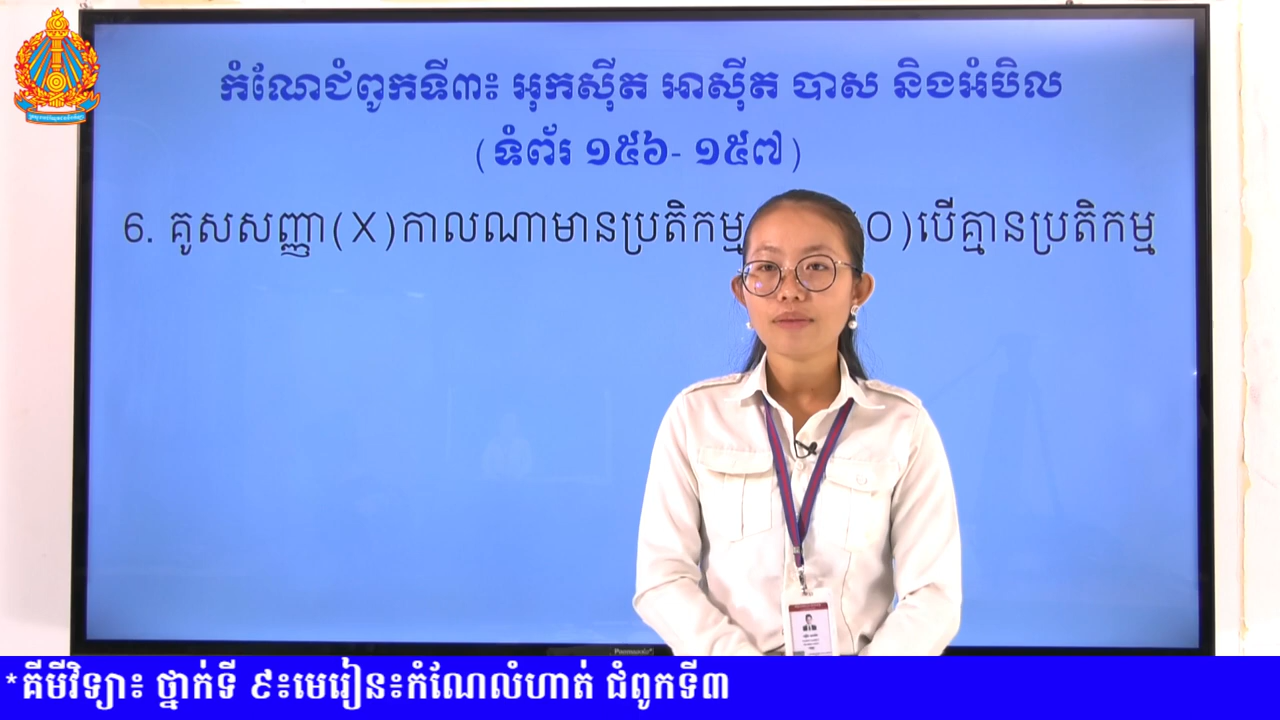 កំណែជំពូកទី៣៖ អុកស៊ីត អាស៊ីត បាស និងអំបិល
(ទំព័រ ១៥៦- ១៥៧)
6. គូសសញ្ញា(X)កាលណាមានប្រតិកម្ម O)បើគ្មានប្រតិកម្ម
*គីមីវិទ្យា៖ ថ្នាក់ទី ៩៖មេរៀន៖កំណែលំហាត់ ជំពូកទី៣